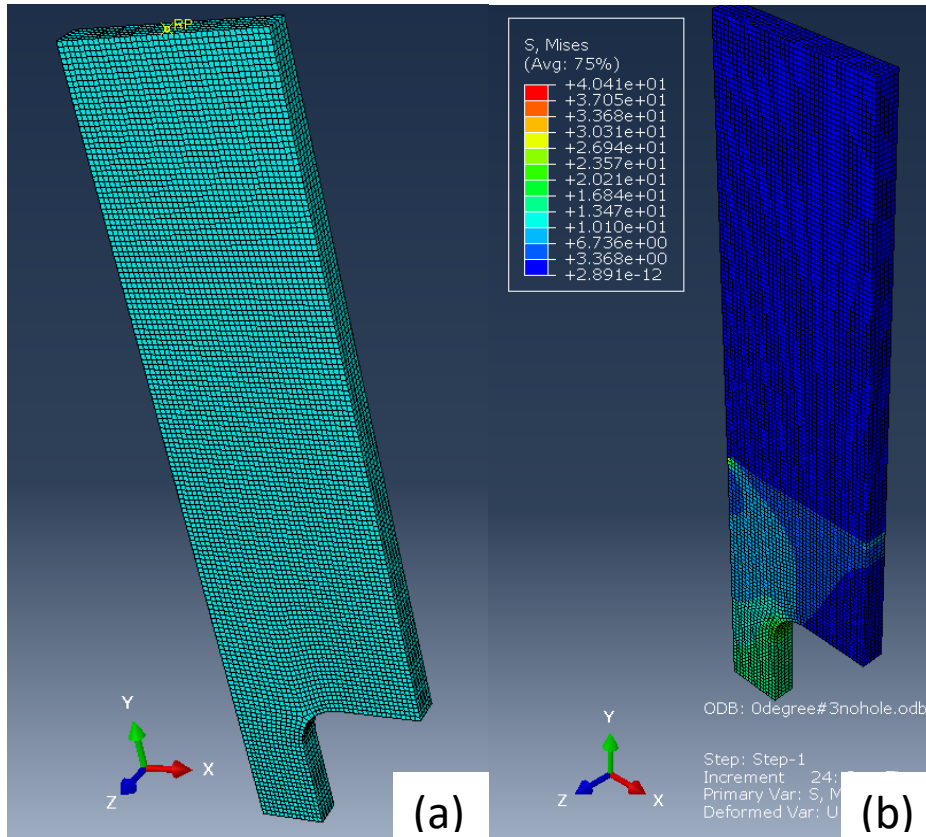 RP
Y
X
Z
(a)
S, Mises
(Avg: 75%)
+4.041e+01
+3.705e+01
+3.368e+01
+3.031e+01
+2.694e+01
+2.357e+01
+2.021e+01
+1.684e+01
+1.347e+01
+1.010e+01
+6.736e+00
+3.368e+00
+2.891e-12
ODB: 0degree#3nohole.odb
Y
Z
X
Step: Step-1
Increment 24:
Primary Var: S, M
Deformed Var: U
(b)